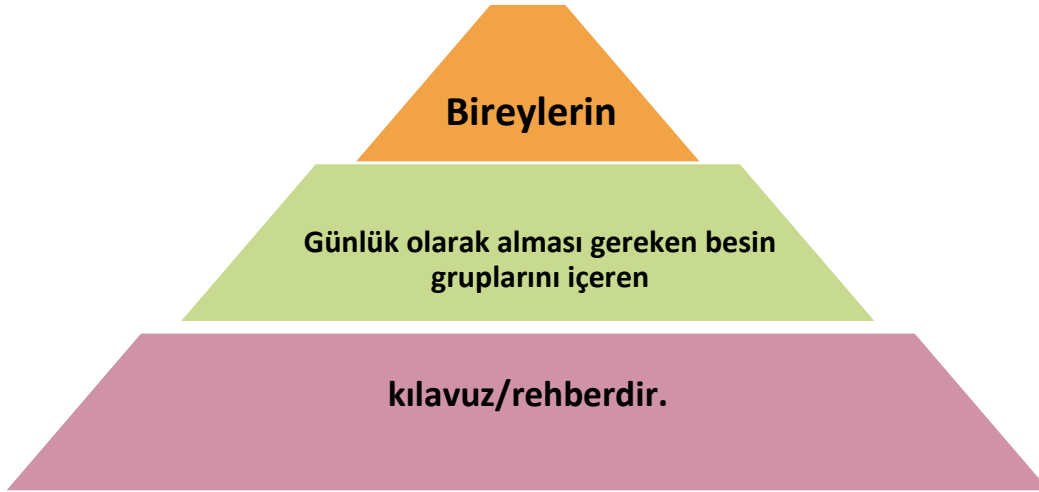 Bireylerin
Günlük olarak alması gereken besin
gruplarını içeren
kılavuz/rehberdir.